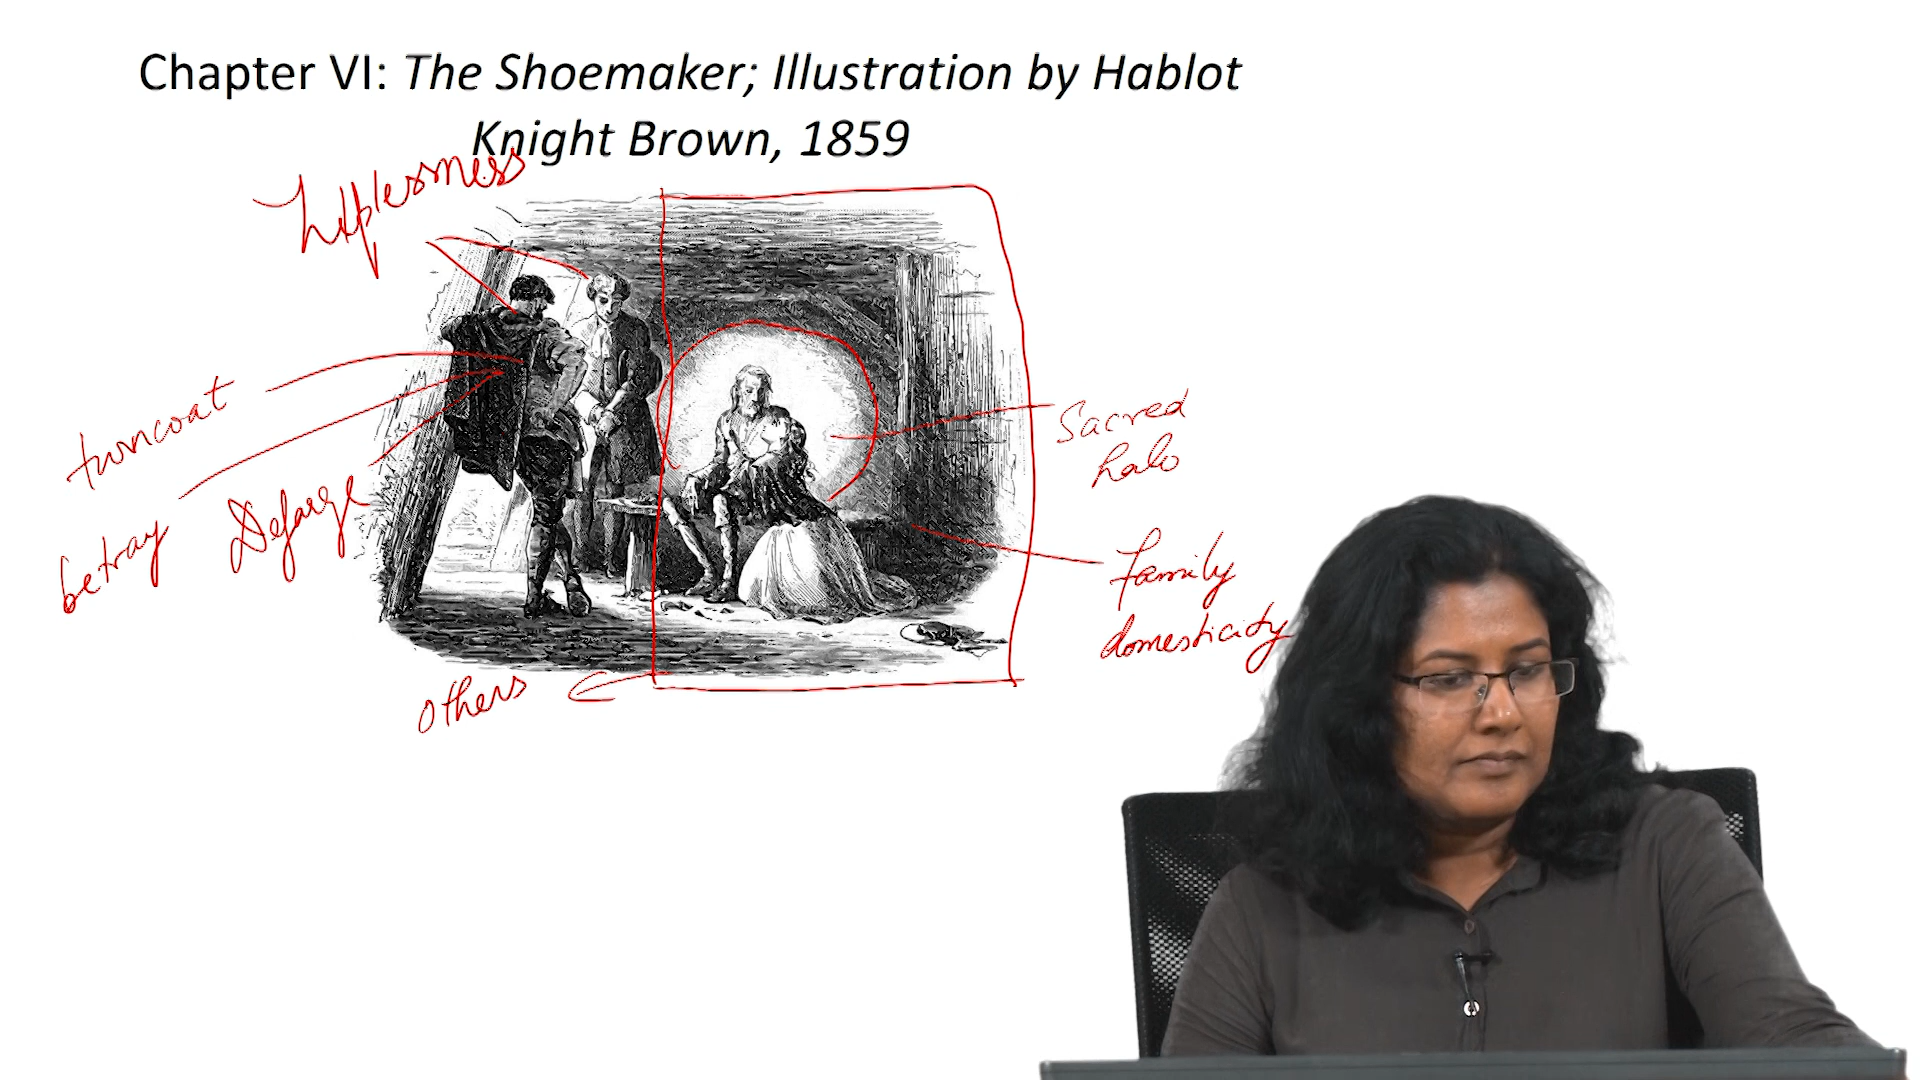 Chapter VI: The Shoemaker; Illustration by Hablot
Knight Brown, 1859
helplessness
turncoat
betray
Defarge
others
Sacred
halo
Family
domesticity